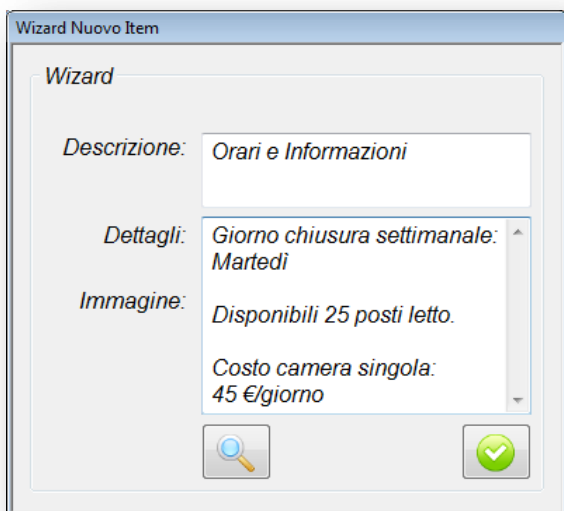 Wizard Nuovo Item
Wizard
Descrizione:
Orari e Informazioni
Dettagli:
Giorno chiusura settimanale:
Martedì
Immagine:
Disponibili 25 posti letto.
Costo camera singola:
45 €/giorno